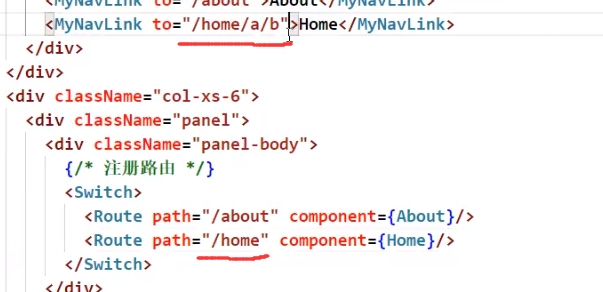 <MyNavLink to="/about">About</MyNavLink>
<MyNavLink to="/home/a/b">Home</MyNavLink>
</div>
</div>
<div className="col-xs-6">
<div className="panel">
<div className="panel-body">
{/* 注册路由 */}
<Switch>
<Route path="/about" component={About}/>
<Route path="/home" component={Home}/>
</Switch>
</div>